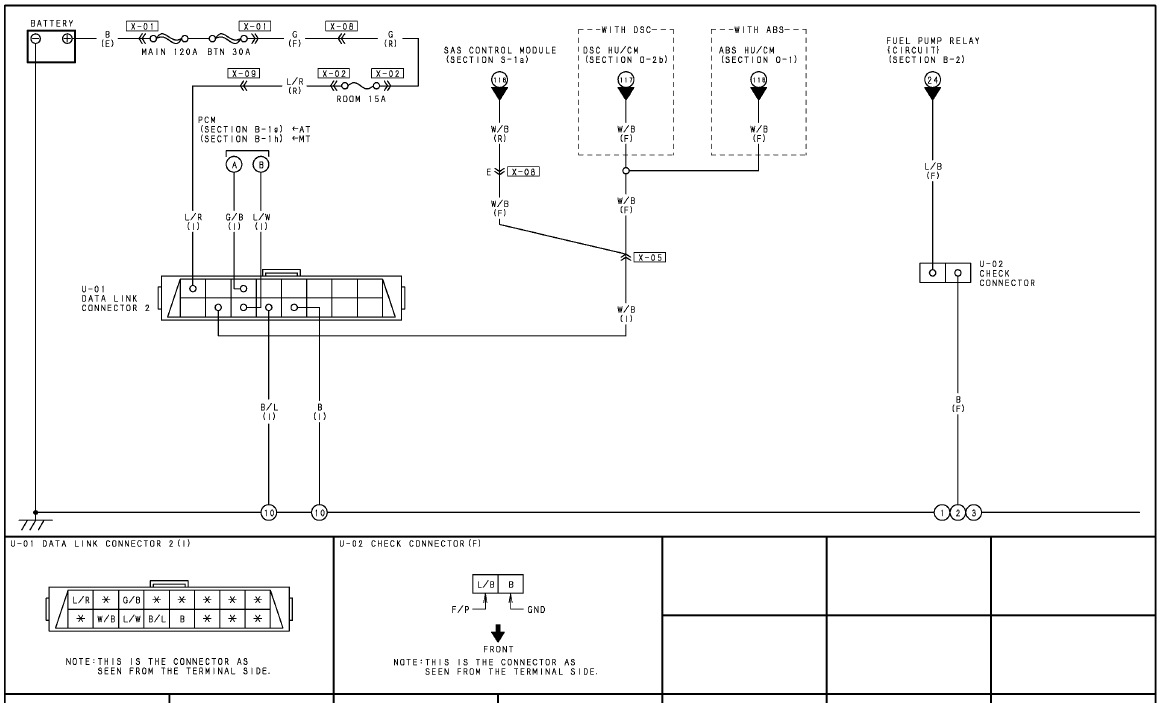 BATTERY
B
(E)
X-01
X-01
MAIN 120A BTN 30A
G
(F)
X-08
G
(R)
X-09
L/R
(R)
X-02
X-02
ROOM 15A
PCM
(SECTION B-1g) ←AT
(SECTION B-1h) ←MT
A B
L/R
(I)
G/B
(I)
L/W
(I)
SAS CONTROL MODULE
(SECTION S-1a)
116
W/B
(R)
E X-08
W/B
(F)
WITH DSC
DSC HU/CM
(SECTION O-2b)
117
W/B
(F)
WITH ABS
ABS HU/CM
(SECTION O-1)
118
W/B
(F)
W/B
(F)
X-05
W/B
(I)
FUEL PUMP RELAY
(CIRCUIT)
(SECTION B-2)
24
L/B
(F)
U-02
CHECK
CONNECTOR
B
(F)
U-01
DATA LINK
CONNECTOR 2
B/L
(I)
B
(I)
10 10 1 2 3
U-01 DATA LINK CONNECTOR 2(I)
L/R * G/B * * * * *
* W/B L/W B/L B * * *
NOTE:THIS IS THE CONNECTOR AS
SEEN FROM THE TERMINAL SIDE.
U-02 CHECK CONNECTOR(F)
L/B B
F/P GND
FRONT
NOTE:THIS IS THE CONNECTOR AS
SEEN FROM THE TERMINAL SIDE.